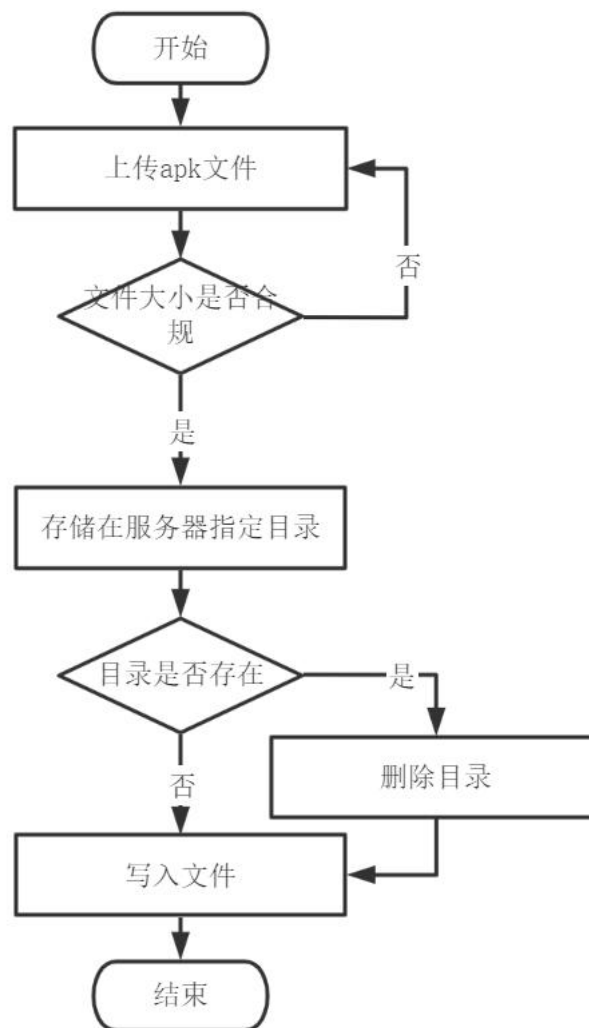 开始
上传apk文件
否
文件大小是否合
规
是
存储在服务器指定目录
目录是否存在
是
删除目录
否
写入文件
结束